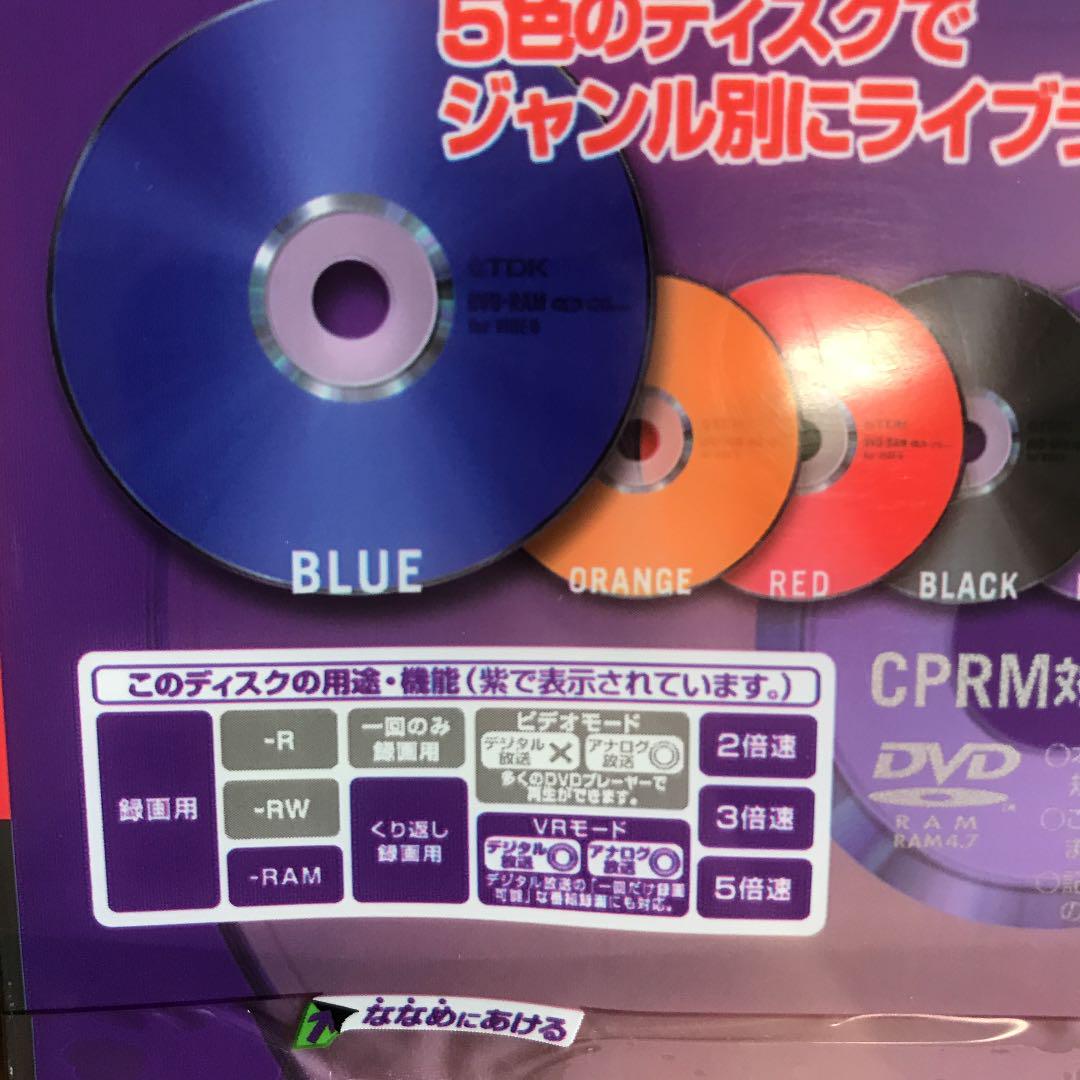 5色のディスクで
ジャンル別にライブラ
TDK
DVD-RAM
for VIDEO
TDK
DVD-RAM
for VIDEO
BLUE
ORANGE
RED
BLACK
このディスクの用途・機能(紫で表示されています。)
録画用
-R
-RW
-RAM
一回のみ
録画用
くり返し
録画用
ビデオモード
デジタル放送× アナログ放送◎
多くのDVDプレーヤーで
再生ができます。
VRモード
デジタル放送◎ アナログ放送◎
デジタル放送の「一回だけ録画
可能」な番組録画にも対応。
2倍速
3倍速
5倍速
CPRM対
DVD
RAM
RAM4.7
ななめにあける